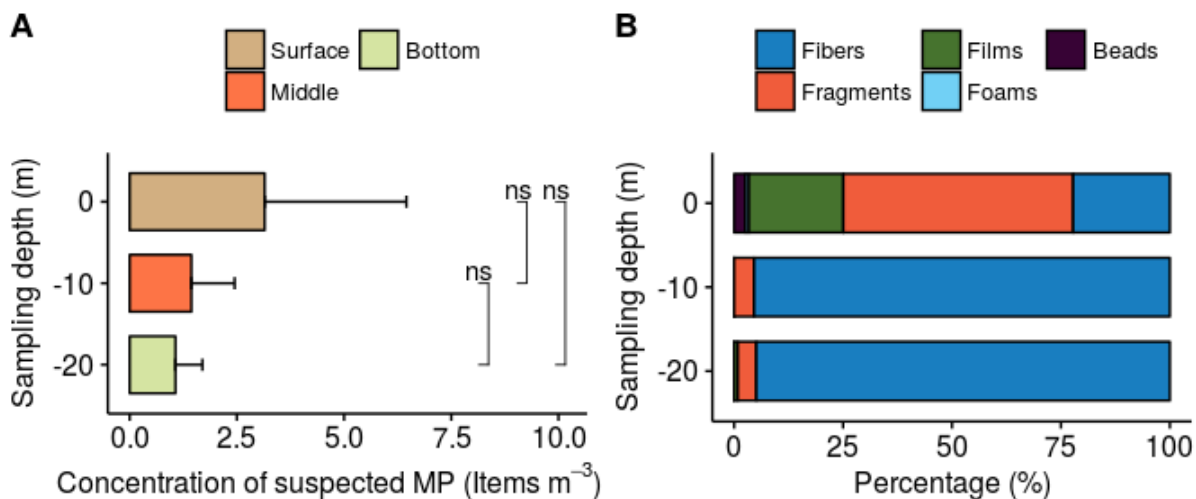 A
Surface
Bottom
Middle
Sampling depth (m)
0
-10
-20
ns
ns
ns
0.0
2.5
5.0
7.5
10.0
Concentration of suspected MP (Items m⁻³)
B
Fibers
Films
Beads
Fragments
Foams
Sampling depth (m)
0
-10
-20
0
25
50
75
100
Percentage (%)